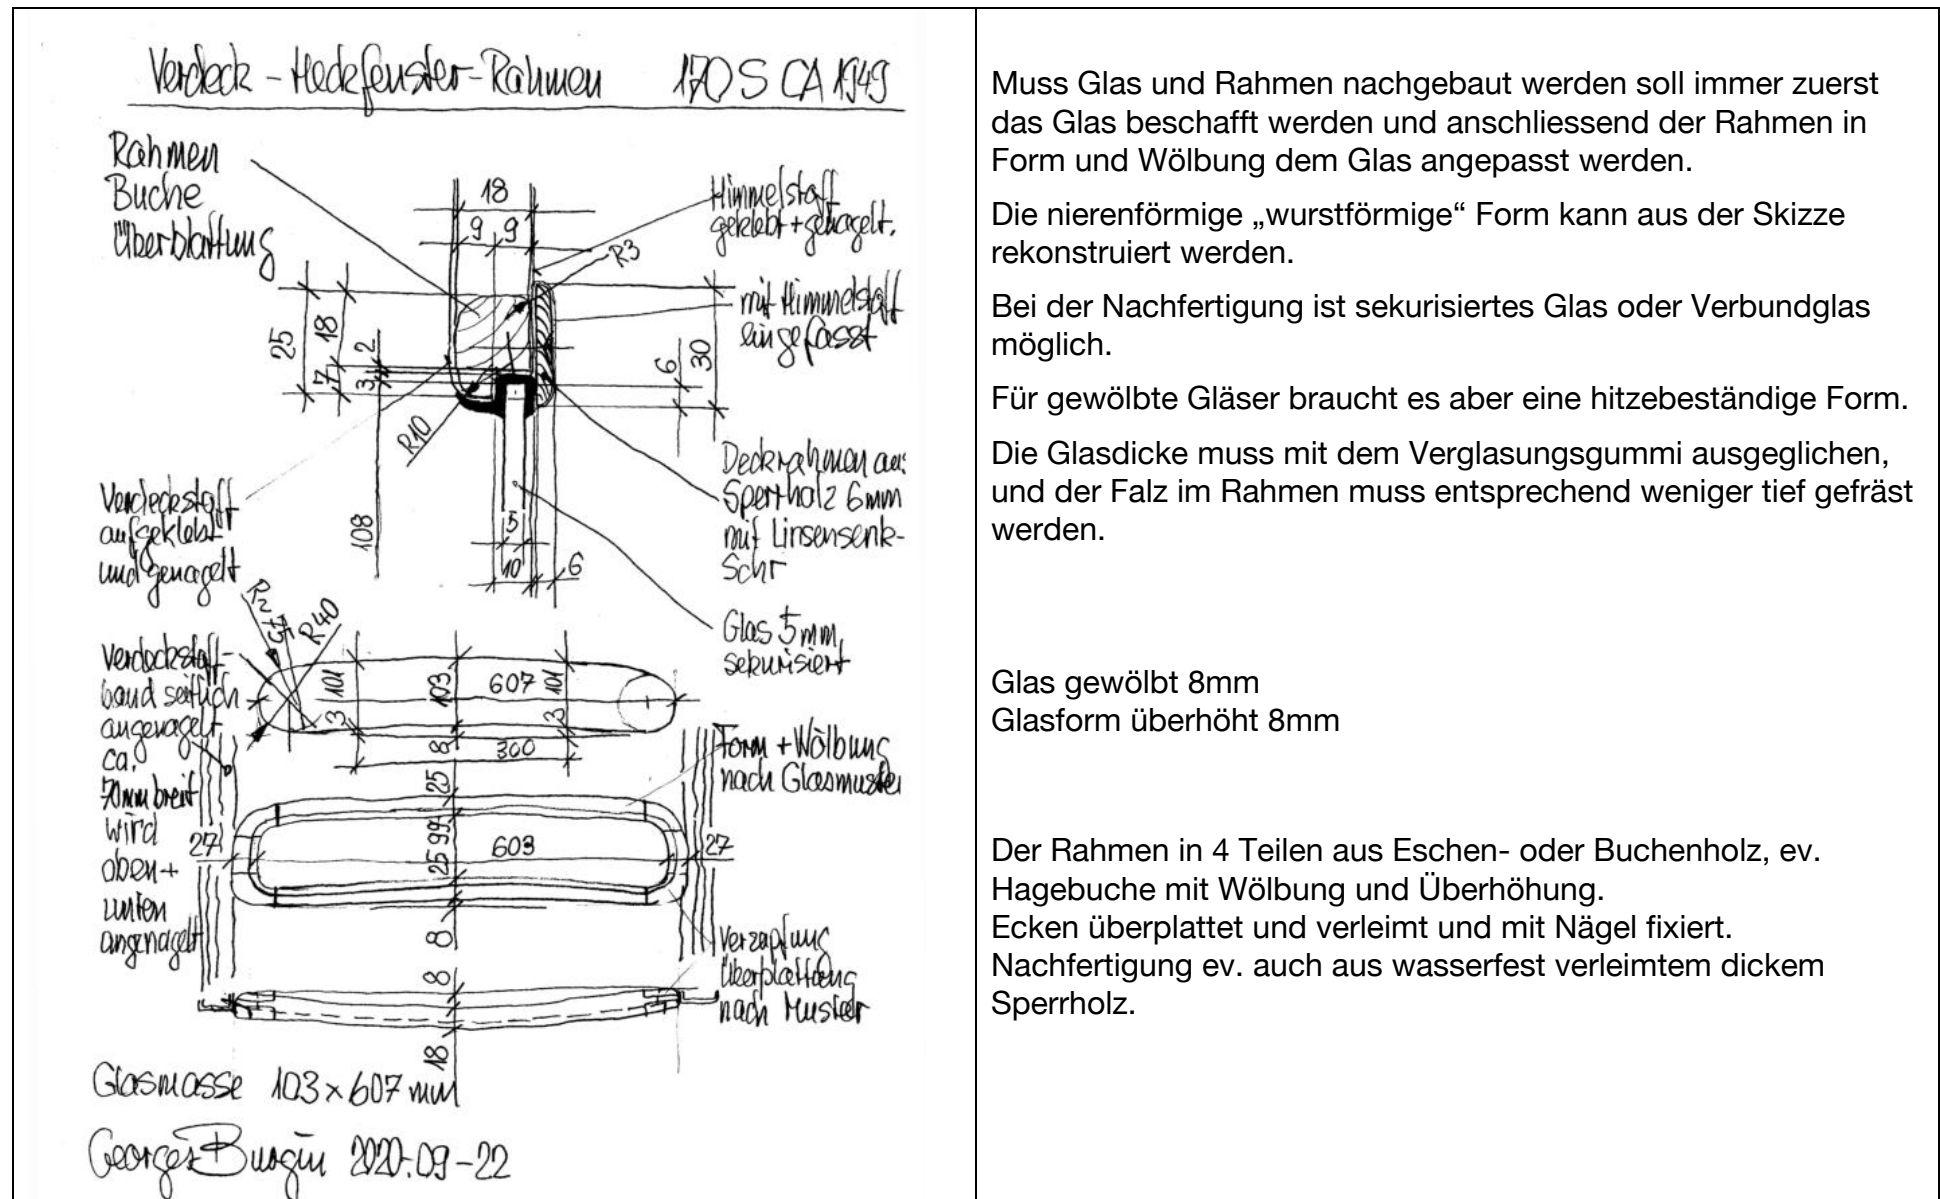 Verdeck - Heckfenster - Rahmen 170 S CA 1949
Rahmen
Buche
Überblattung
18
9 9
R3
Himmelstoff
geklebt + genagelt.
mit Himmelstoff
eingefasst
25
18
7
2
3
6
30
R10
108
Verdeckstoff
aufgeklebt
und genagelt
5
10
6
Deckrahmen aus
Sperrholz 6mm
mit Linsensenk-
Schr
Glas 5mm,
sekurisiert
R 275
R40
Verdeckstoff-
band seitlich
angenagelt
ca.
70mm breit
wird
oben +
unten
angenagelt
101
103
607
101
3
3
8
300
Form + Wölbung
nach Glasmuster
25
99
25
603
27
27
8
Verzapfung
Überplattung
nach Muster
8
18
Glasmasse 103 x 607 mm
Georges Bürgin 2020-09-22
Muss Glas und Rahmen nachgebaut werden soll immer zuerst
das Glas beschafft werden und anschliessend der Rahmen in
Form und Wölbung dem Glas angepasst werden.
Die nierenförmige „wurstförmige“ Form kann aus der Skizze
rekonstruiert werden.
Bei der Nachfertigung ist sekurisiertes Glas oder Verbundglas
möglich.
Für gewölbte Gläser braucht es aber eine hitzebeständige Form.
Die Glasdicke muss mit dem Verglasungsgummi ausgeglichen,
und der Falz im Rahmen muss entsprechend weniger tief gefräst
werden.
Glas gewölbt 8mm
Glasform überhöht 8mm
Der Rahmen in 4 Teilen aus Eschen- oder Buchenholz, ev.
Hagebuche mit Wölbung und Überhöhung.
Ecken überplattet und verleimt und mit Nägel fixiert.
Nachfertigung ev. auch aus wasserfest verleimtem dickem
Sperrholz.